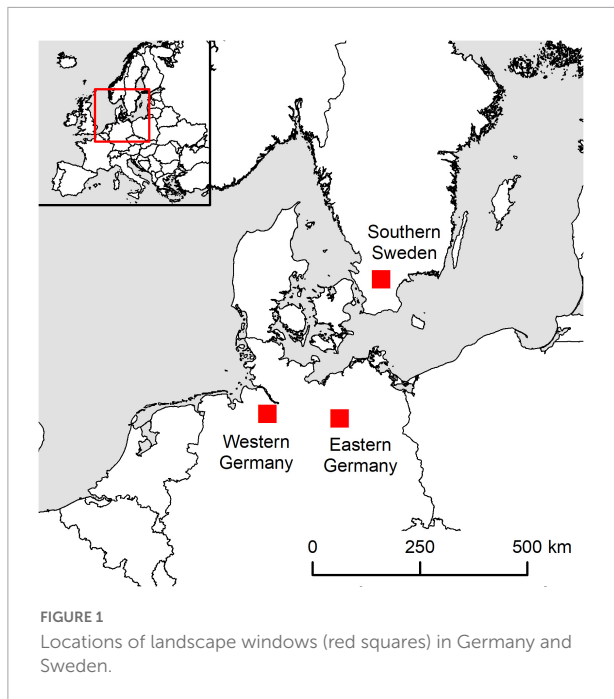 Southern
Sweden
Western
Germany
Eastern
Germany
0 250 500 km
FIGURE 1
Locations of landscape windows (red squares) in Germany and
Sweden.